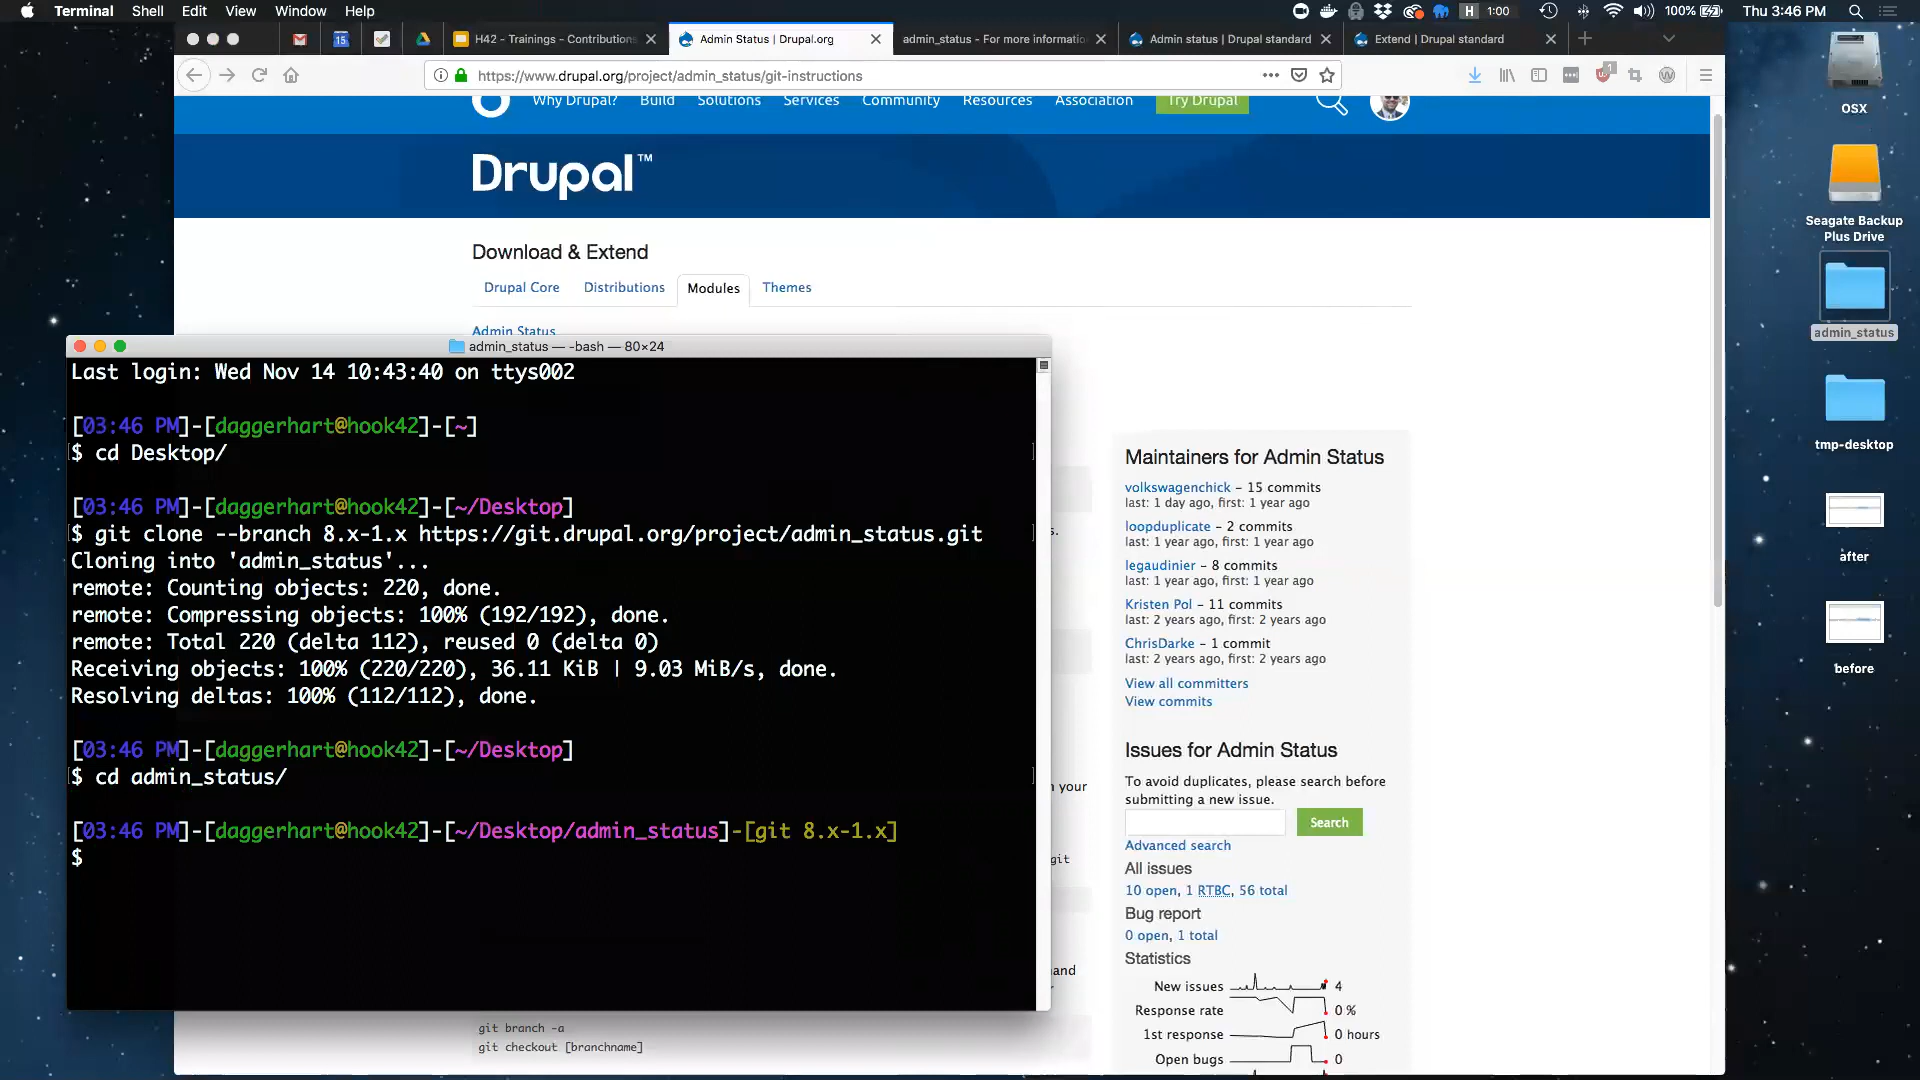 Terminal Shell Edit View Window Help
1:00 100% Thu 3:46 PM
H42 - Trainings - Contributions
Admin Status | Drupal.org
admin_status - For more informatio
Admin status | Drupal standard
Extend | Drupal standard
https://www.drupal.org/project/admin_status/git-instructions
Why Drupal? Build Solutions Services Community Resources Association Try Drupal
Drupal™
Download & Extend
Drupal Core Distributions Modules Themes
Admin Status
admin_status — -bash — 80×24
Last login: Wed Nov 14 10:43:40 on ttys002
[03:46 PM]-[daggerhart@hook42]-[~]
$ cd Desktop/
[03:46 PM]-[daggerhart@hook42]-[~/Desktop]
$ git clone --branch 8.x-1.x https://git.drupal.org/project/admin_status.git
Cloning into 'admin_status'...
remote: Counting objects: 220, done.
remote: Compressing objects: 100% (192/192), done.
remote: Total 220 (delta 112), reused 0 (delta 0)
Receiving objects: 100% (220/220), 36.11 KiB | 9.03 MiB/s, done.
Resolving deltas: 100% (112/112), done.
[03:46 PM]-[daggerhart@hook42]-[~/Desktop]
$ cd admin_status/
[03:46 PM]-[daggerhart@hook42]-[~/Desktop/admin_status]-[git 8.x-1.x]
$
s.
your
git
and
git branch -a
git checkout [branchname]
Maintainers for Admin Status
volkswagenchick – 15 commits
last: 1 day ago, first: 1 year ago
loopduplicate – 2 commits
last: 1 year ago, first: 1 year ago
legaudinier – 8 commits
last: 1 year ago, first: 1 year ago
Kristen Pol – 11 commits
last: 2 years ago, first: 2 years ago
ChrisDarke – 1 commit
last: 2 years ago, first: 2 years ago
View all committers
View commits
Issues for Admin Status
To avoid duplicates, please search before
submitting a new issue.
Search
Advanced search
All issues
10 open, 1 RTBC, 56 total
Bug report
0 open, 1 total
Statistics
New issues 4
Response rate 0 %
1st response 0 hours
Open bugs 0
OSX
Seagate Backup
Plus Drive
admin_status
tmp-desktop
after
before